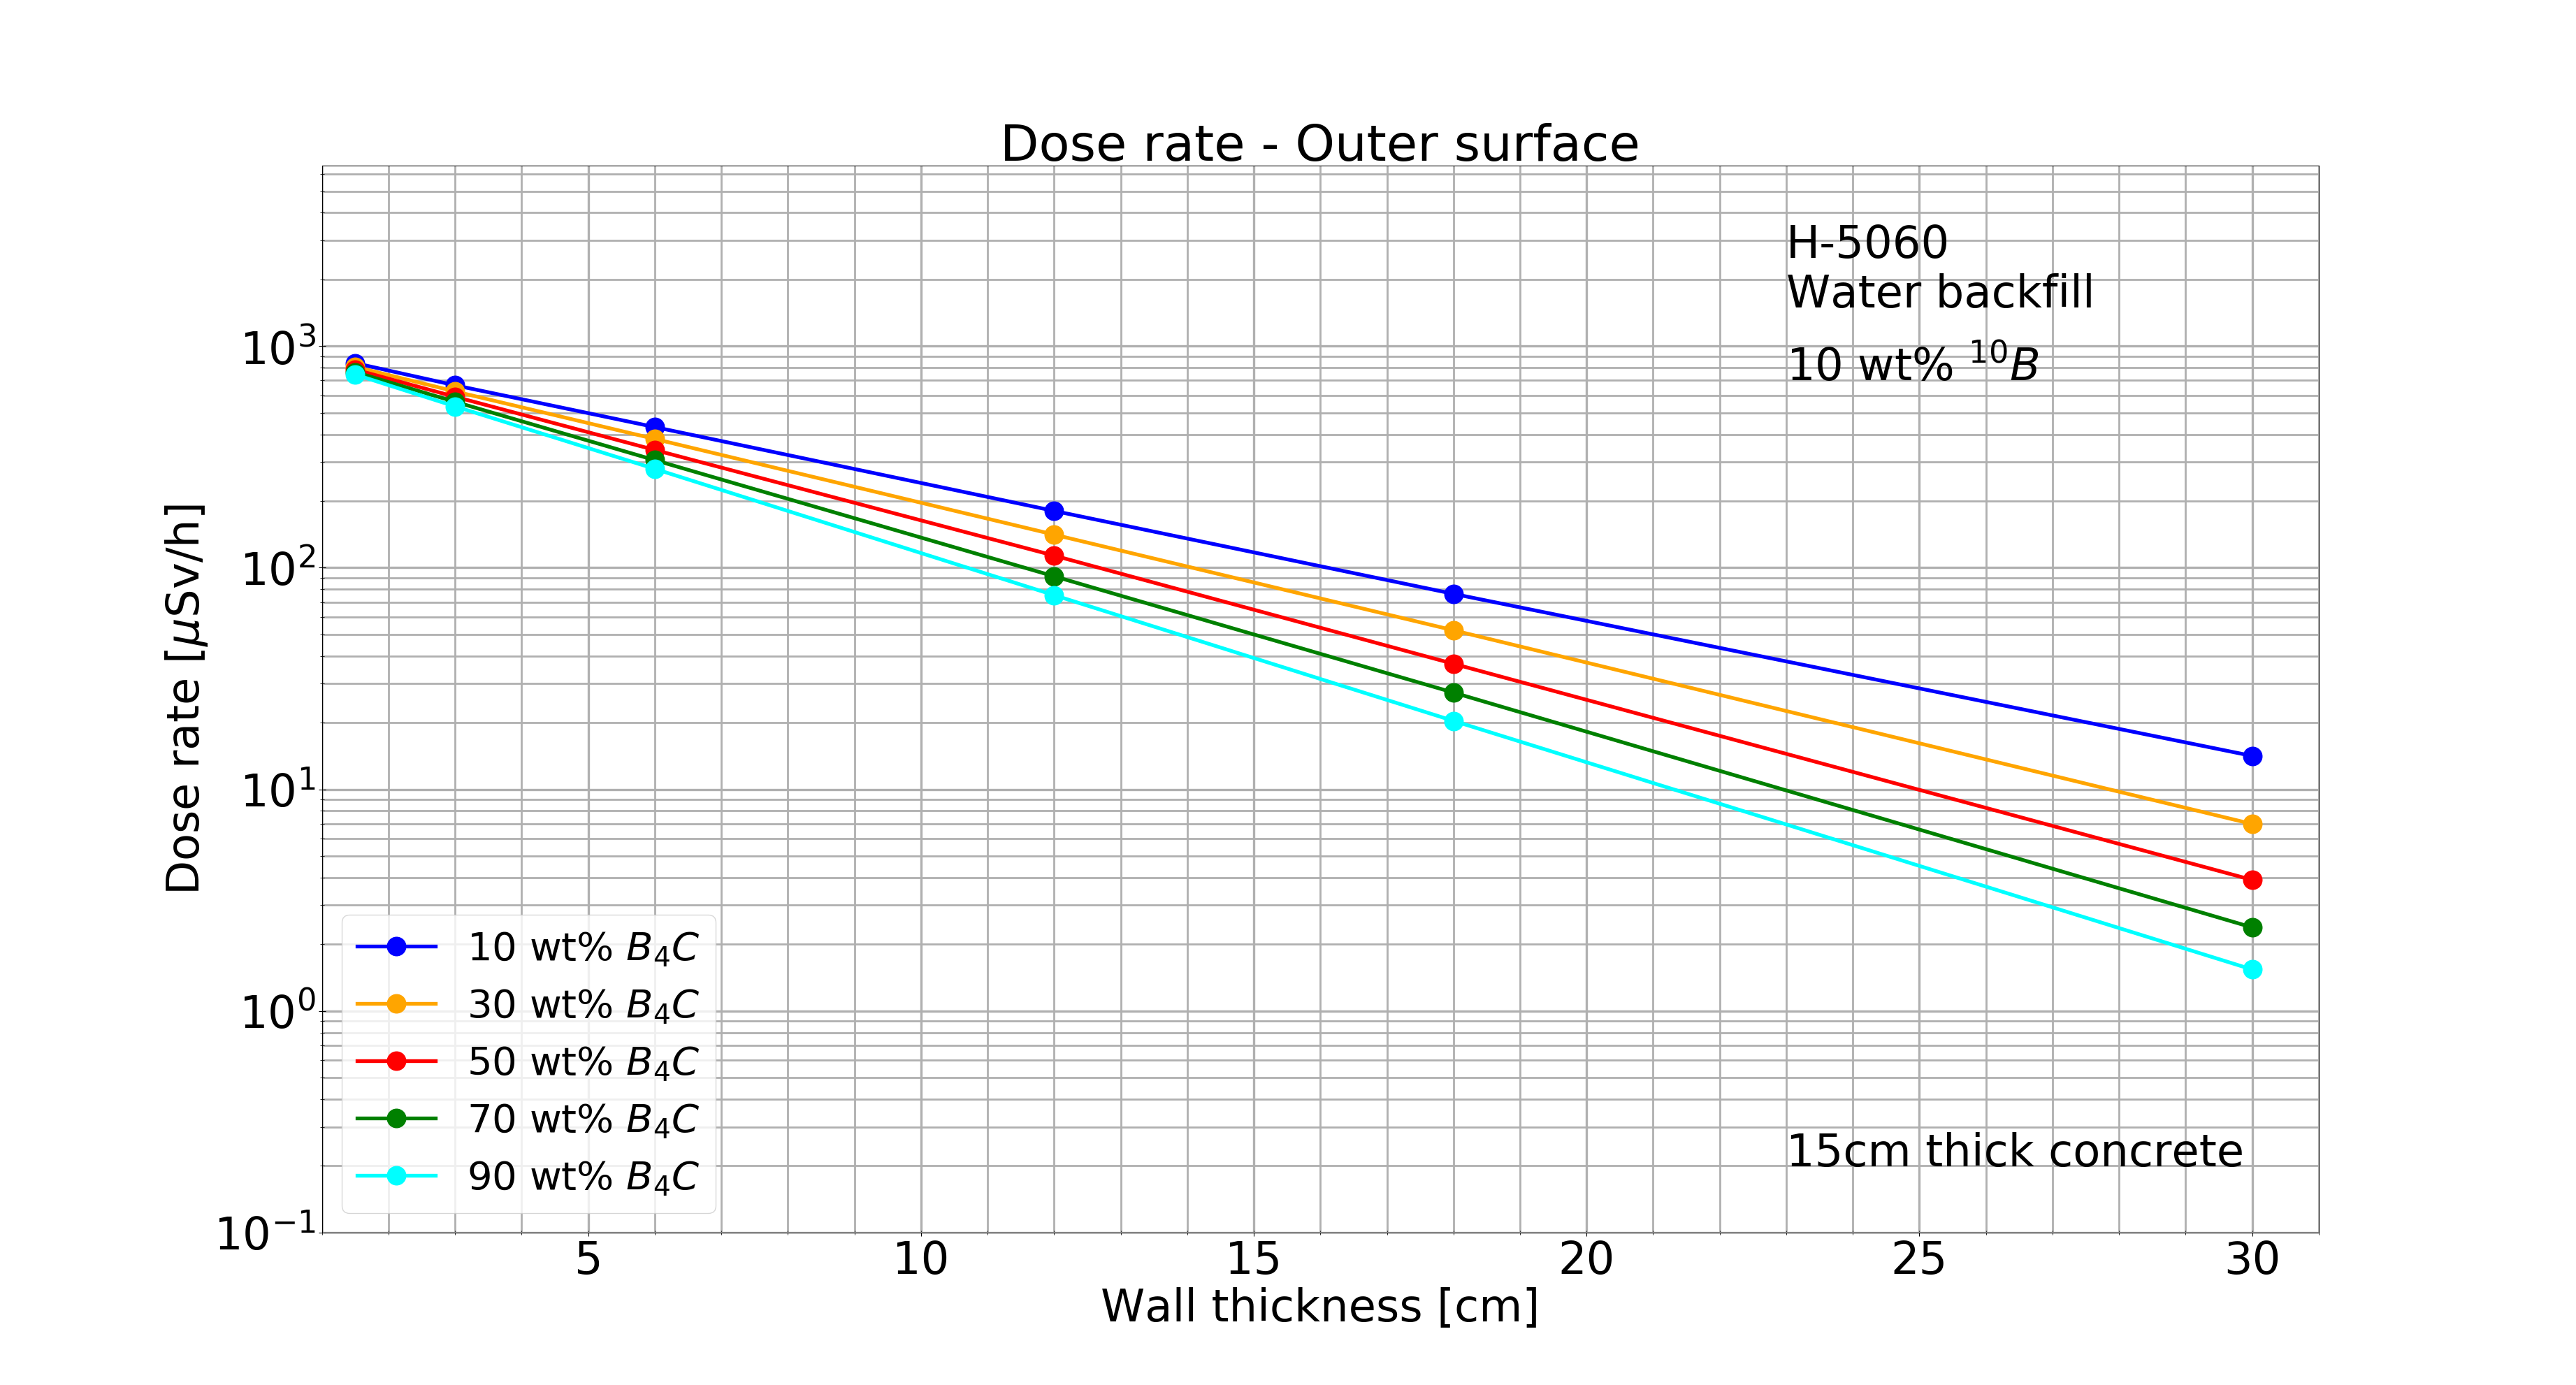 Dose rate - Outer surface
H-5060
Water backfill
10 wt% ¹⁰B
10³
10²
10¹
10⁰
10⁻¹
Dose rate [μSv/h]
10 wt% B₄C
30 wt% B₄C
50 wt% B₄C
70 wt% B₄C
90 wt% B₄C
15cm thick concrete
5 10 15 20 25 30
Wall thickness [cm]